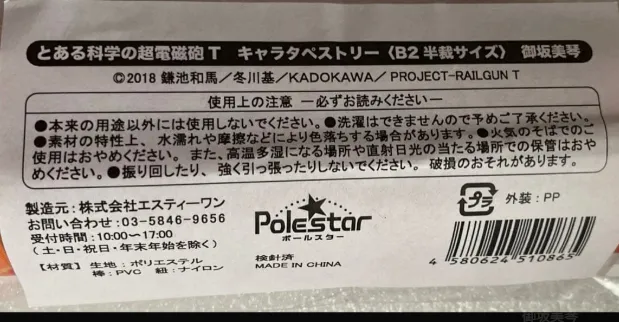 とある科学の超電磁砲T キャラタペストリー〈B2半裁サイズ〉 御坂美琴
©2018 鎌池和馬／冬川基／KADOKAWA／PROJECT-RAILGUN T
使用上の注意 ―必ずお読みください―
●本来の用途以外には使用しないでください。●洗濯はできませんので予めご了承ください。
●素材の特性上、水濡れや摩擦などにより色落ちする場合があります。●火気のそばでのご
使用はおやめください。また、高温多湿になる場所や直射日光の当たる場所での保管はおや
めください。●振り回したり、強く引っ張ったりしないでください。破損のおそれがあります。
製造元：株式会社エスティーワン
お問い合わせ：03-5846-9656
受付時間：10:00〜17:00
（土・日・祝日・年末年始を除く）
【材質】生地：ポリエステル
棒：PVC 紐：ナイロン
Polestar
ポールスター
検針済
MADE IN CHINA
プラ
外装：PP
4 580624 510865
御坂美琴